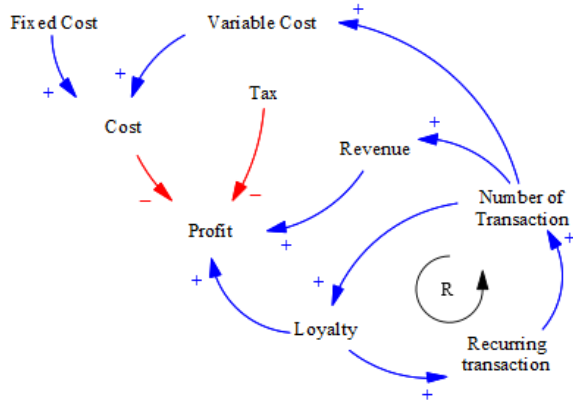 Fixed Cost
Variable Cost
+
+
+
Tax
Cost
+
Revenue
–
–
Number of
Transaction
Profit
+
+
+
+
R
Loyalty
Recurring
transaction
+